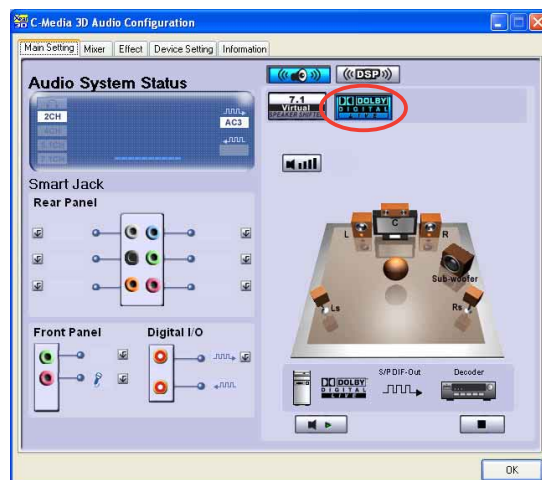 C-Media 3D Audio Configuration
Main Setting
Mixer
Effect
Device Setting
Information
Audio System Status
2CH
4CH
AC3
Smart Jack
Rear Panel
Front Panel
Digital I/O
DSP
7.1
Virtual
SPEAKER SHIFTER
DOLBY
DIGITAL
LIVE
L
C
R
Sub-woofer
Ls
Rs
S/PDIF-Out
Decoder
DOLBY
DIGITAL
LIVE
OK